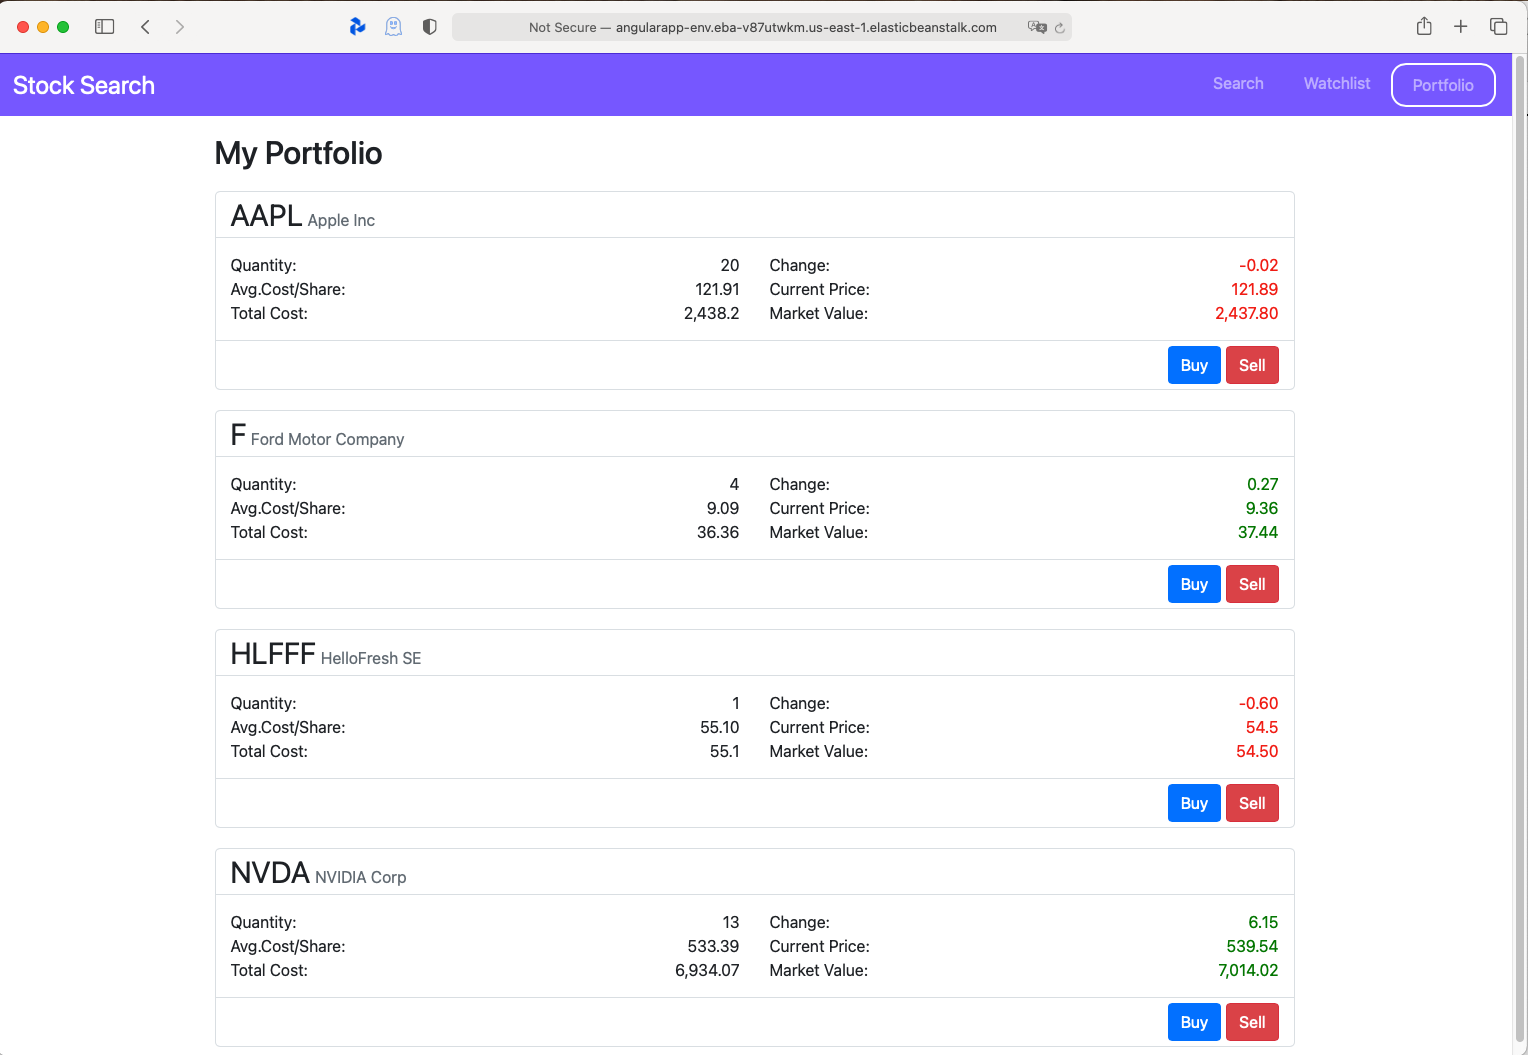 Not Secure — angularapp-env.eba-v87utwkm.us-east-1.elasticbeanstalk.com
Stock Search
Search Watchlist Portfolio
My Portfolio
AAPL Apple Inc
Quantity: 20 Change: -0.02
Avg.Cost/Share: 121.91 Current Price: 121.89
Total Cost: 2,438.2 Market Value: 2,437.80
Buy Sell
F Ford Motor Company
Quantity: 4 Change: 0.27
Avg.Cost/Share: 9.09 Current Price: 9.36
Total Cost: 36.36 Market Value: 37.44
Buy Sell
HLFFF HelloFresh SE
Quantity: 1 Change: -0.60
Avg.Cost/Share: 55.10 Current Price: 54.5
Total Cost: 55.1 Market Value: 54.50
Buy Sell
NVDA NVIDIA Corp
Quantity: 13 Change: 6.15
Avg.Cost/Share: 533.39 Current Price: 539.54
Total Cost: 6,934.07 Market Value: 7,014.02
Buy Sell